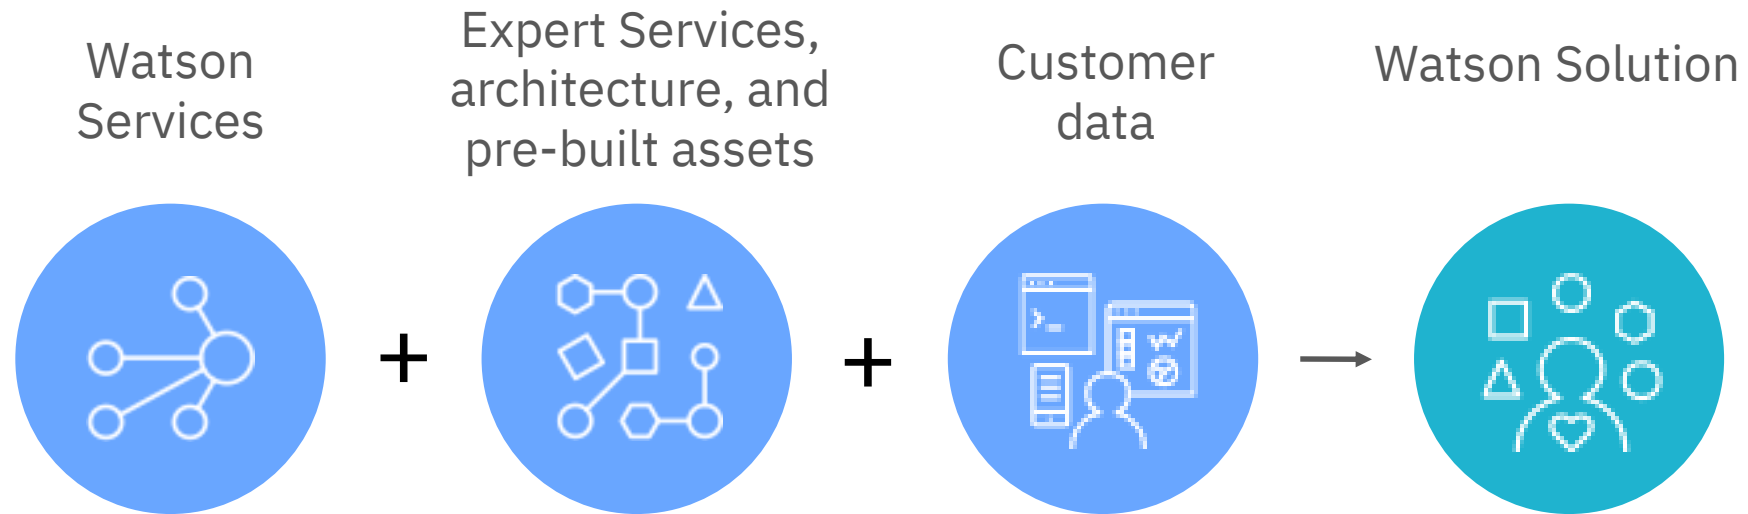 Watson
Services
Expert Services,
architecture, and
pre-built assets
Customer
data
Watson Solution
+
+